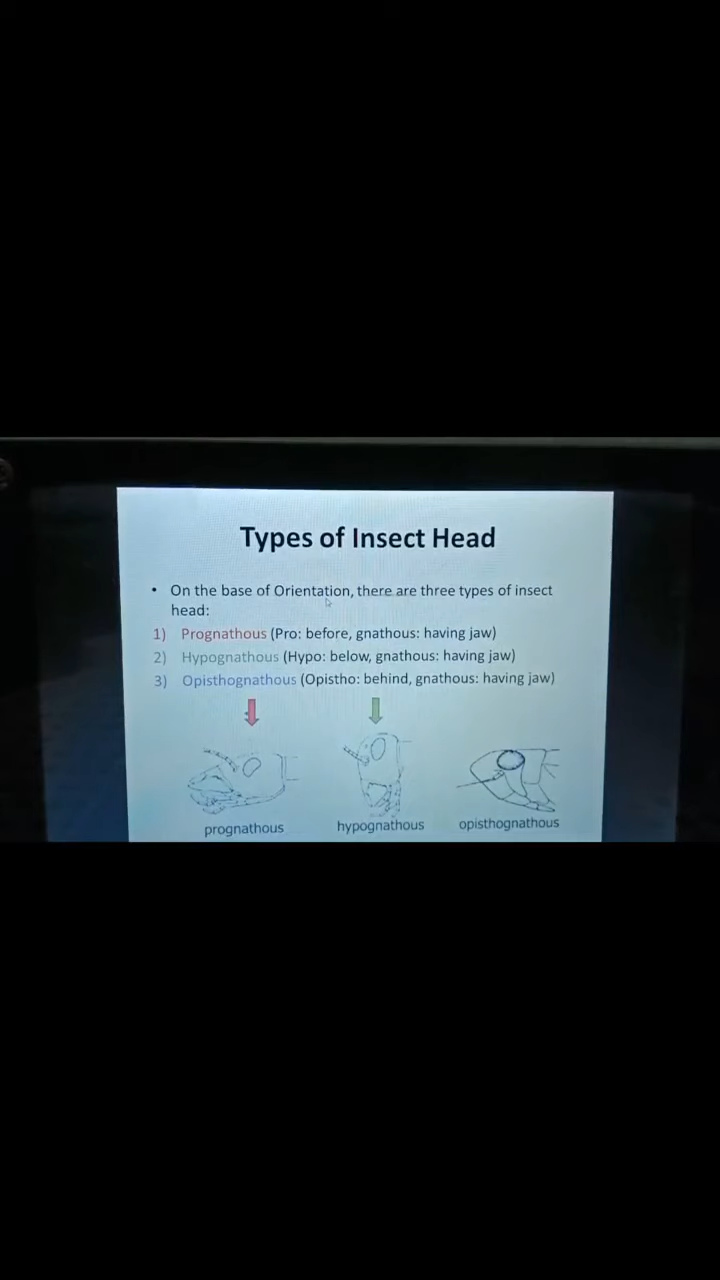 Types of Insect Head
• On the base of Orientation, there are three types of insect
head:
1) Prognathous (Pro: before, gnathous: having jaw)
2) Hypognathous (Hypo: below, gnathous: having jaw)
3) Opisthognathous (Opistho: behind, gnathous: having jaw)
prognathous hypognathous opisthognathous